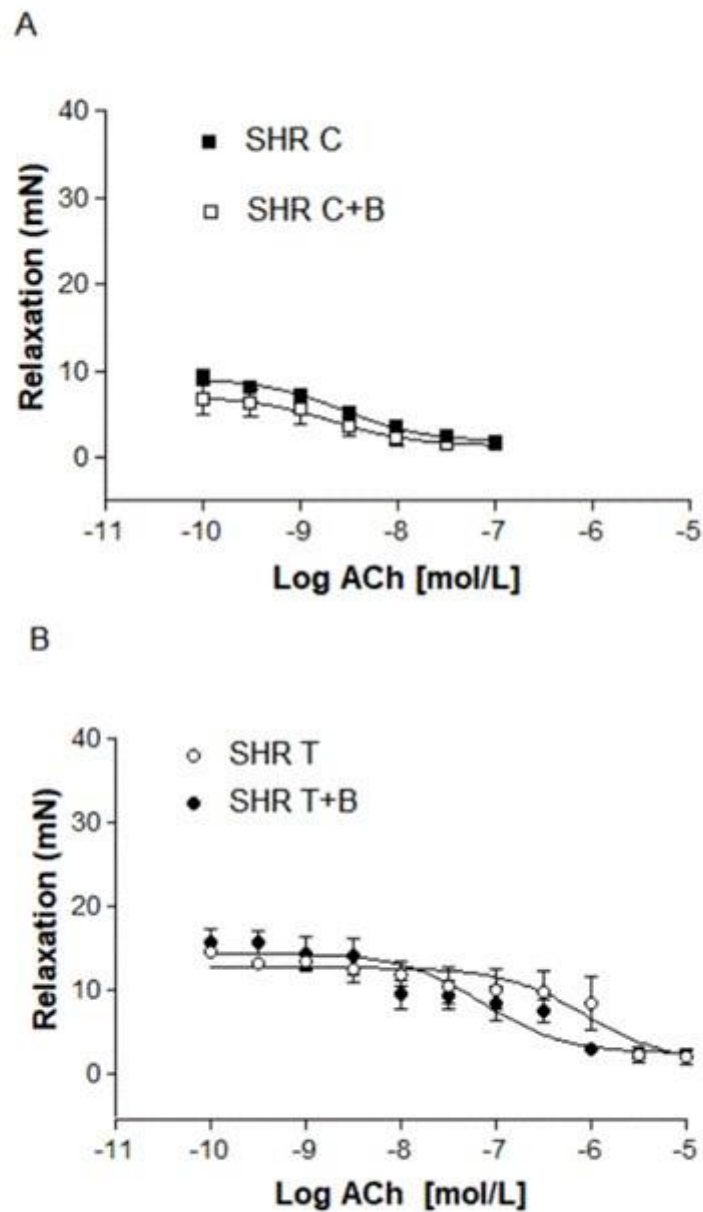 A
40
30
20
10
0
Relaxation (mN)
SHR C
SHR C+B
-11 -10 -9 -8 -7 -6 -5
Log ACh [mol/L]
B
40
30
20
10
0
Relaxation (mN)
SHR T
SHR T+B
-11 -10 -9 -8 -7 -6 -5
Log ACh [mol/L]